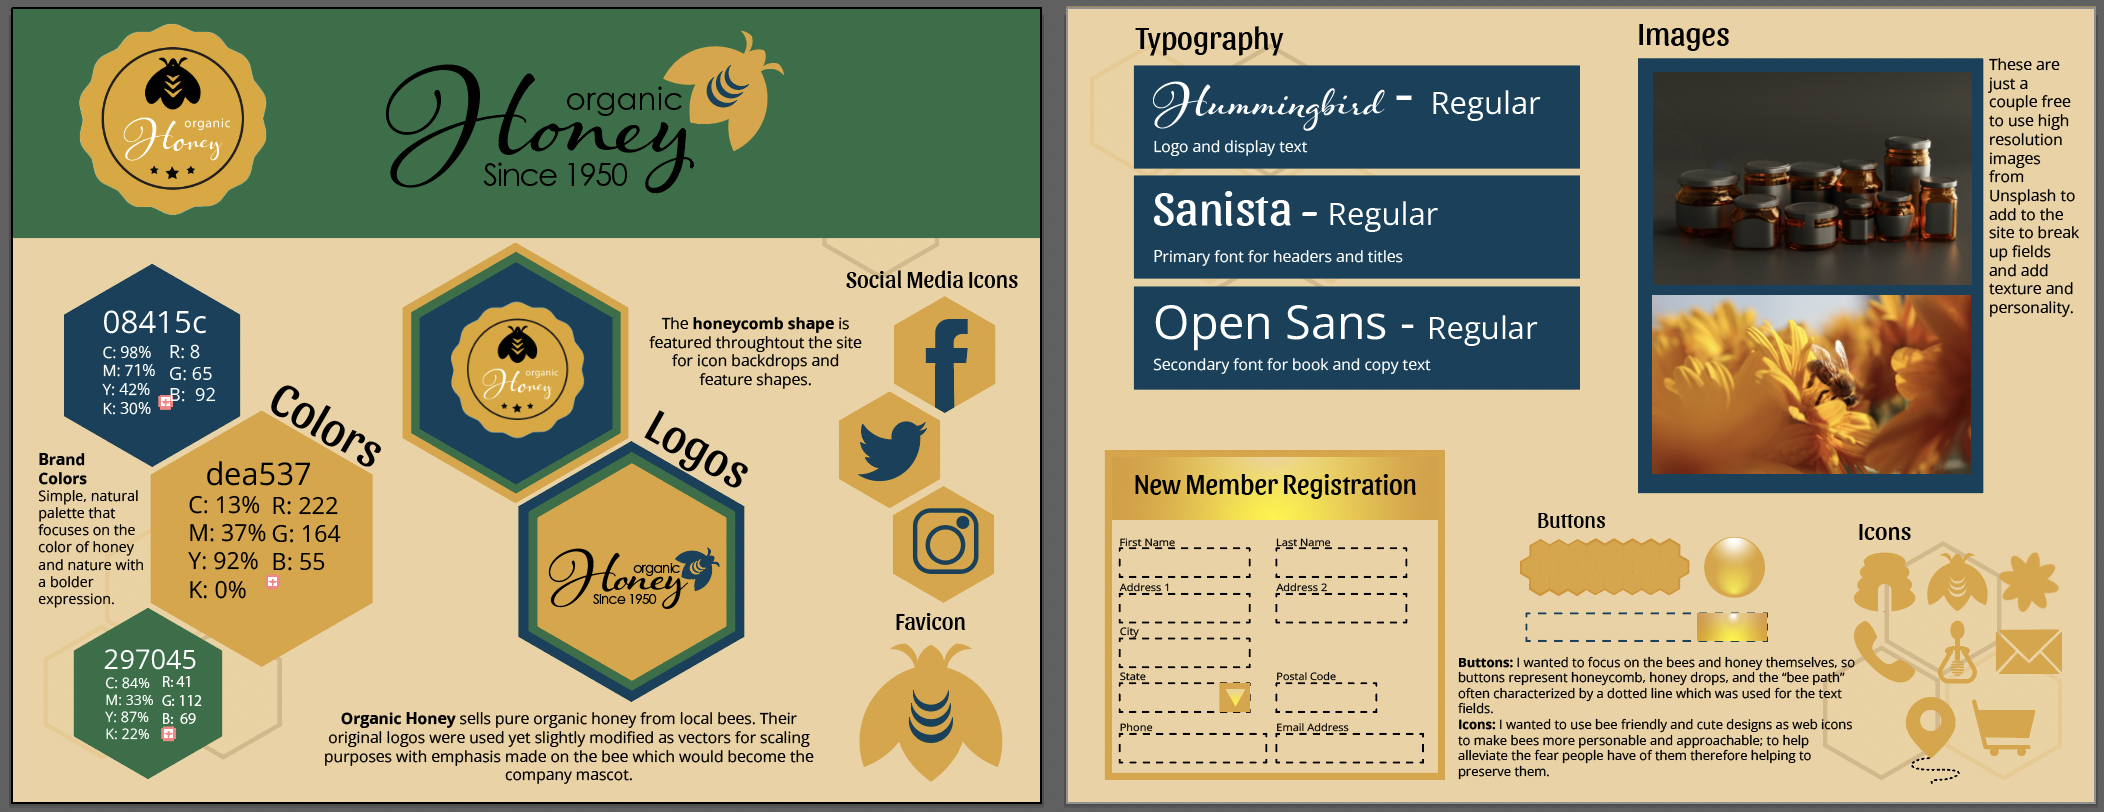 organic
Honey
organic
Honey
Since 1950
08415c
C: 98%
M: 71%
Y: 42%
K: 30%
R: 8
G: 65
B: 92
Colors
dea537
C: 13%
M: 37%
Y: 92%
K: 0%
R: 222
G: 164
B: 55
Brand
Colors
Simple, natural
palette that
focuses on the
color of honey
and nature with
a bolder
expression.
297045
C: 84%
M: 33%
Y: 87%
K: 22%
R: 41
G: 112
B: 69
organic
Honey
Logos
organic
Honey
Since 1950
The honeycomb shape is
featured throughtout the site
for icon backdrops and
feature shapes.
Organic Honey sells pure organic honey from local bees. Their
original logos were used yet slightly modified as vectors for scaling
purposes with emphasis made on the bee which would become the
company mascot.
Social Media Icons
Favicon
Typography
Hummingbird - Regular
Logo and display text
Sanista - Regular
Primary font for headers and titles
Open Sans - Regular
Secondary font for book and copy text
Images
These are
just a
couple free
to use high
resolution
images
from
Unsplash to
add to the
site to break
up fields
and add
texture and
personality.
New Member Registration
First Name
Last Name
Address 1
Address 2
City
State
Postal Code
Phone
Email Address
Buttons
Buttons: I wanted to focus on the bees and honey themselves, so
buttons represent honeycomb, honey drops, and the “bee path”
often characterized by a dotted line which was used for the text
fields.
Icons: I wanted to use bee friendly and cute designs as web icons
to make bees more personable and approachable; to help
alleviate the fear people have of them therefore helping to
preserve them.
Icons